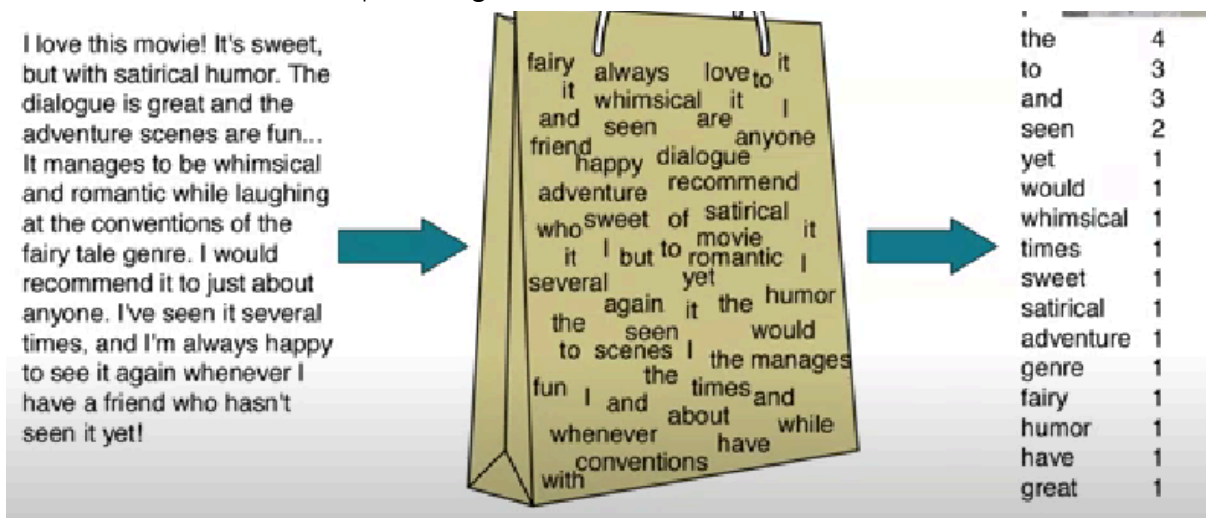 I love this movie! It's sweet,
but with satirical humor. The
dialogue is great and the
adventure scenes are fun...
It manages to be whimsical
and romantic while laughing
at the conventions of the
fairy tale genre. I would
recommend it to just about
anyone. I've seen it several
times, and I'm always happy
to see it again whenever I
have a friend who hasn't
seen it yet!
fairy always love to it
it whimsical it I
and seen are
anyone
friend
happy dialogue
adventure recommend
who sweet of satirical
it
it I but to movie
romantic I
several yet
again it the humor
the seen would
to scenes I the manages
the
fun I and times and
about
whenever while
have
conventions
with
the 4
to 3
and 3
seen 2
yet 1
would 1
whimsical 1
times 1
sweet 1
satirical 1
adventure 1
genre 1
fairy 1
humor 1
have 1
great 1